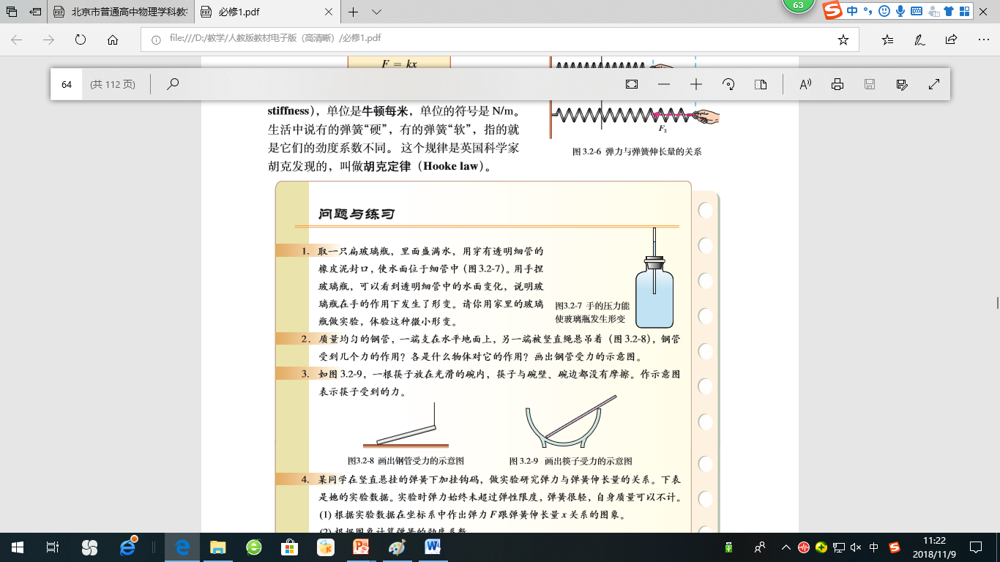 北京市普通高中物理学科教
必修1.pdf
63
中
file:///D:/教学/人教版教材电子版（高清晰）/必修1.pdf
F = kx
64 (共 112 页)
stiffness），单位是牛顿每米，单位的符号是 N/m。
生活中说有的弹簧“硬”，有的弹簧“软”，指的就
是它们的劲度系数不同。这个规律是英国科学家
胡克发现的，叫做胡克定律（Hooke law）。
F2
图 3.2-6 弹力与弹簧伸长量的关系
问题与练习
1. 取一只扁玻璃瓶，里面盛满水，用穿有透明细管的
橡皮泥封口，使水面位于细管中（图 3.2-7）。用手捏
玻璃瓶，可以看到透明细管中的水面变化，说明玻
璃瓶在手的作用下发生了形变。请你用家里的玻璃
瓶做实验，体验这种微小形变。
图3.2-7 手的压力能
使玻璃瓶发生形变
2. 质量均匀的钢管，一端支在水平地面上，另一端被竖直绳悬吊着（图 3.2-8），钢管
受到几个力的作用？各是什么物体对它的作用？画出钢管受力的示意图。
3. 如图 3.2-9，一根筷子放在光滑的碗内，筷子与碗壁、碗边都没有摩擦。作示意图
表示筷子受到的力。
图3.2-8 画出钢管受力的示意图
图 3.2-9 画出筷子受力的示意图
4. 某同学在竖直悬挂的弹簧下加挂钩码，做实验研究弹力与弹簧伸长量的关系。下表
是她的实验数据。实验时弹力始终未超过弹性限度，弹簧很轻，自身质量可以不计。
(1) 根据实验数据在坐标系中作出弹力 F 跟弹簧伸长量 x 关系的图象。
(2) 根据图象计算弹簧的劲度系数
中
11:22
2018/11/9